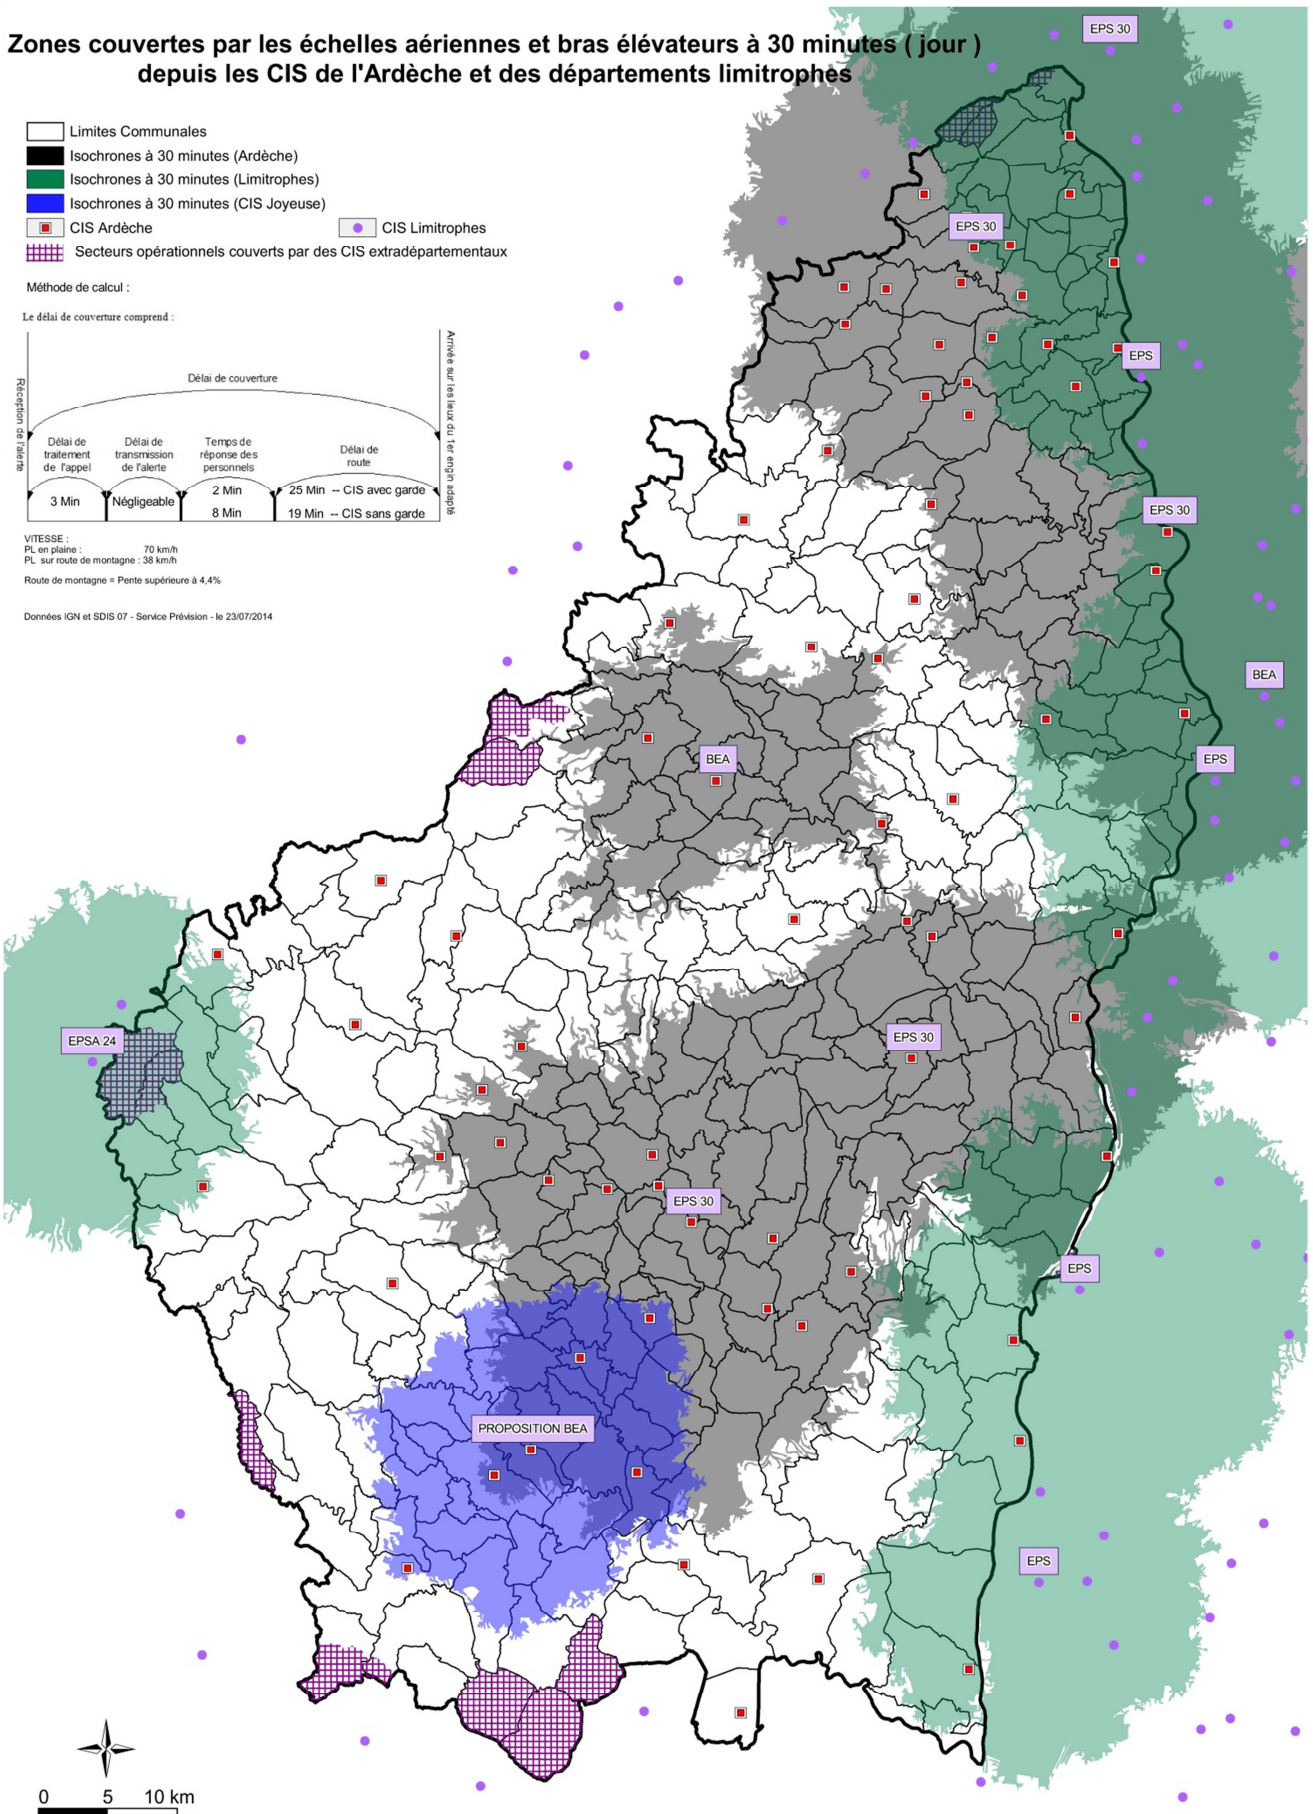 Zones couvertes par les échelles aériennes et bras élévateurs à 30 minutes ( jour )
depuis les CIS de l'Ardèche et des départements limitrophes
Limites Communales
Isochrones à 30 minutes (Ardèche)
Isochrones à 30 minutes (Limitrophes)
Isochrones à 30 minutes (CIS Joyeuse)
CIS Ardèche
CIS Limitrophes
Secteurs opérationnels couverts par des CIS extradépartementaux
Méthode de calcul :
Le délai de couverture comprend :
Réception de l'alerte
Arrivée sur les lieux du 1er engin adapté
Délai de couverture
Délai de
traitement
de l'appel
Délai de
transmission
de l'alerte
Temps de
réponse des
personnels
Délai de
route
3 Min
Négligeable
2 Min
8 Min
25 Min -- CIS avec garde
19 Min -- CIS sans garde
VITESSE :
PL en plaine : 70 km/h
PL sur route de montagne : 38 km/h
Route de montagne = Pente supérieure à 4,4%
Données IGN et SDIS 07 - Service Prévision - le 23/07/2014
EPS 30
EPS 30
EPS
EPS 30
BEA
BEA
EPS
EPSA 24
EPS 30
EPS 30
EPS
PROPOSITION BEA
EPS
0 5 10 km